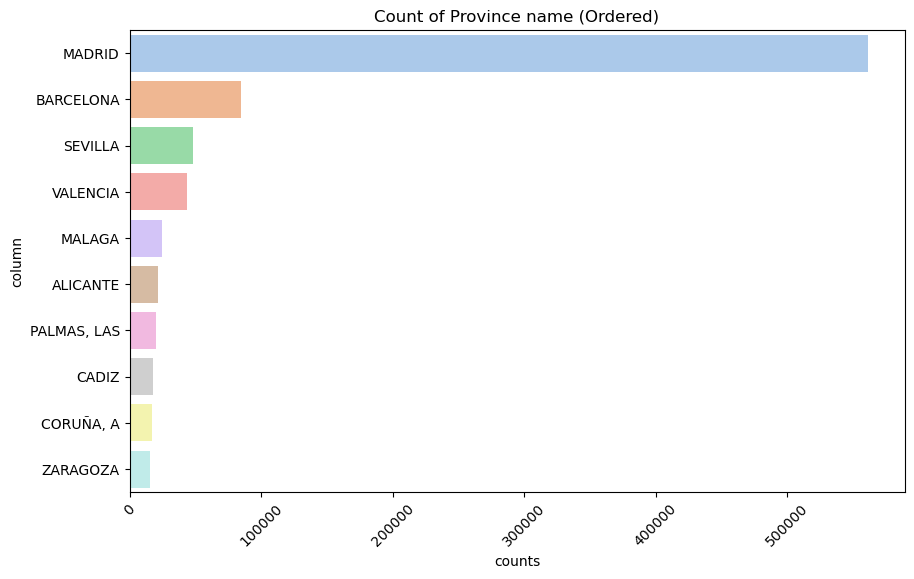 Count of Province name (Ordered)
MADRID
BARCELONA
SEVILLA
VALENCIA
MALAGA
ALICANTE
PALMAS, LAS
CADIZ
CORUÑA, A
ZARAGOZA
column
0
100000
200000
300000
400000
500000
counts